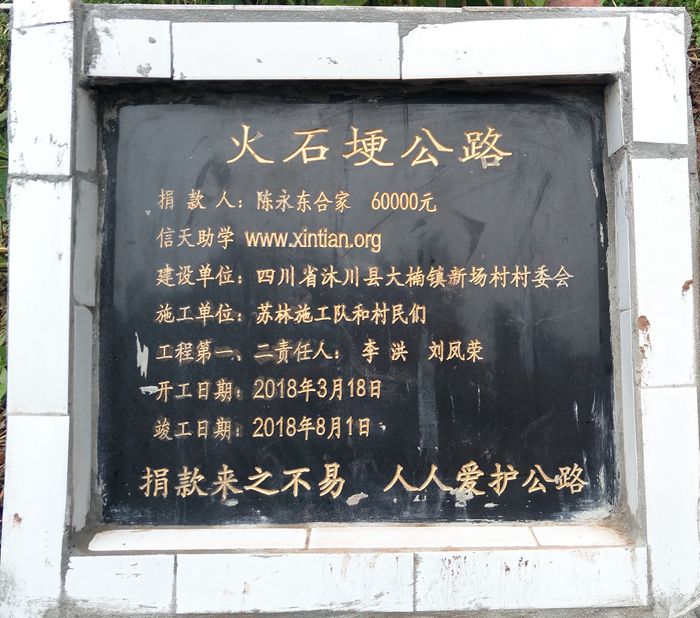 火石埂公路
捐款人：陈永东合家 60000元
信天助学 www.xintian.org
建设单位：四川省沐川县大楠镇新场村村委会
施工单位：苏林施工队和村民们
工程第一、二责任人：李洪 刘凤荣
开工日期：2018年3月18日
竣工日期：2018年8月1日
捐款来之不易 人人爱护公路